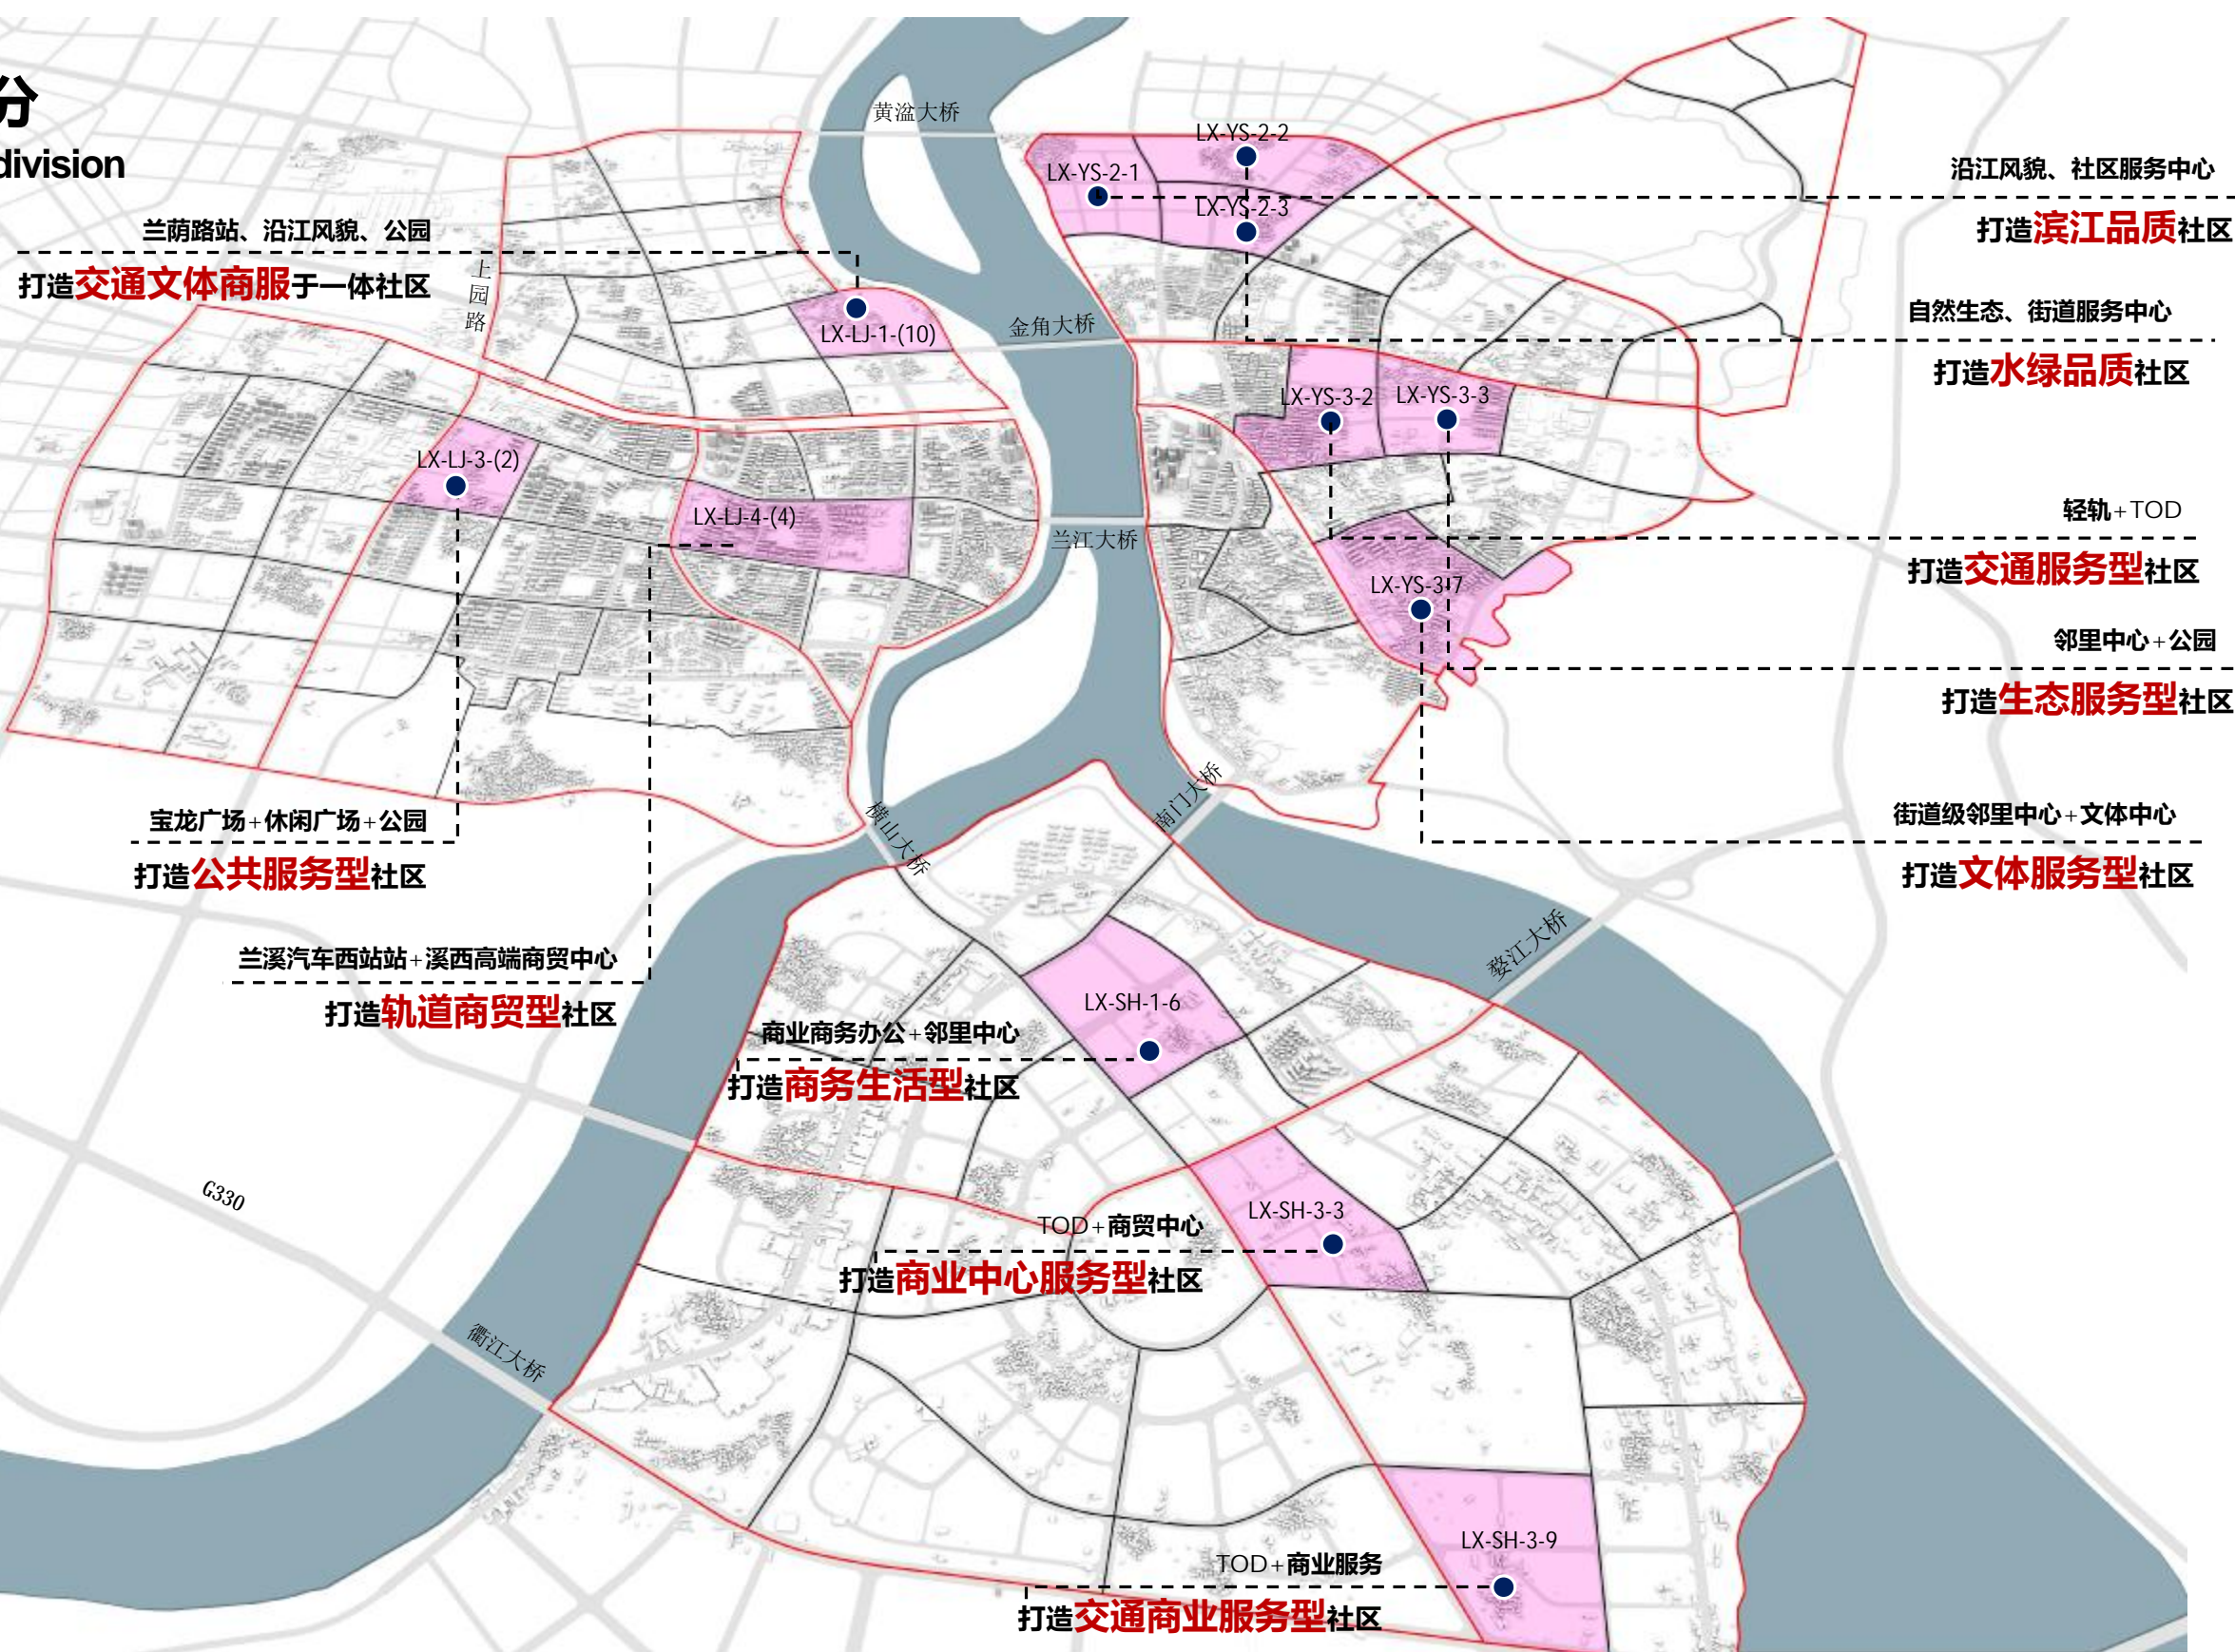 分
division
黄湓大桥
LX-YS-2-2
LX-YS-2-1
LX-YS-2-3
沿江风貌、社区服务中心
打造滨江品质社区
兰荫路站、沿江风貌、公园
打造交通文体商服于一体社区
上园路
LX-LJ-1-(10)
金角大桥
自然生态、街道服务中心
打造水绿品质社区
LX-YS-3-2
LX-YS-3-3
LX-LJ-3-(2)
LX-LJ-4-(4)
兰江大桥
轻轨+TOD
打造交通服务型社区
LX-YS-3-7
邻里中心+公园
打造生态服务型社区
宝龙广场+休闲广场+公园
打造公共服务型社区
横山大桥
南门大桥
街道级邻里中心+文体中心
打造文体服务型社区
婺江大桥
兰溪汽车西站站+溪西高端商贸中心
打造轨道商贸型社区
LX-SH-1-6
商业商务办公+邻里中心
打造商务生活型社区
G330
LX-SH-3-3
TOD+商贸中心
打造商业中心服务型社区
衢江大桥
LX-SH-3-9
TOD+商业服务
打造交通商业服务型社区